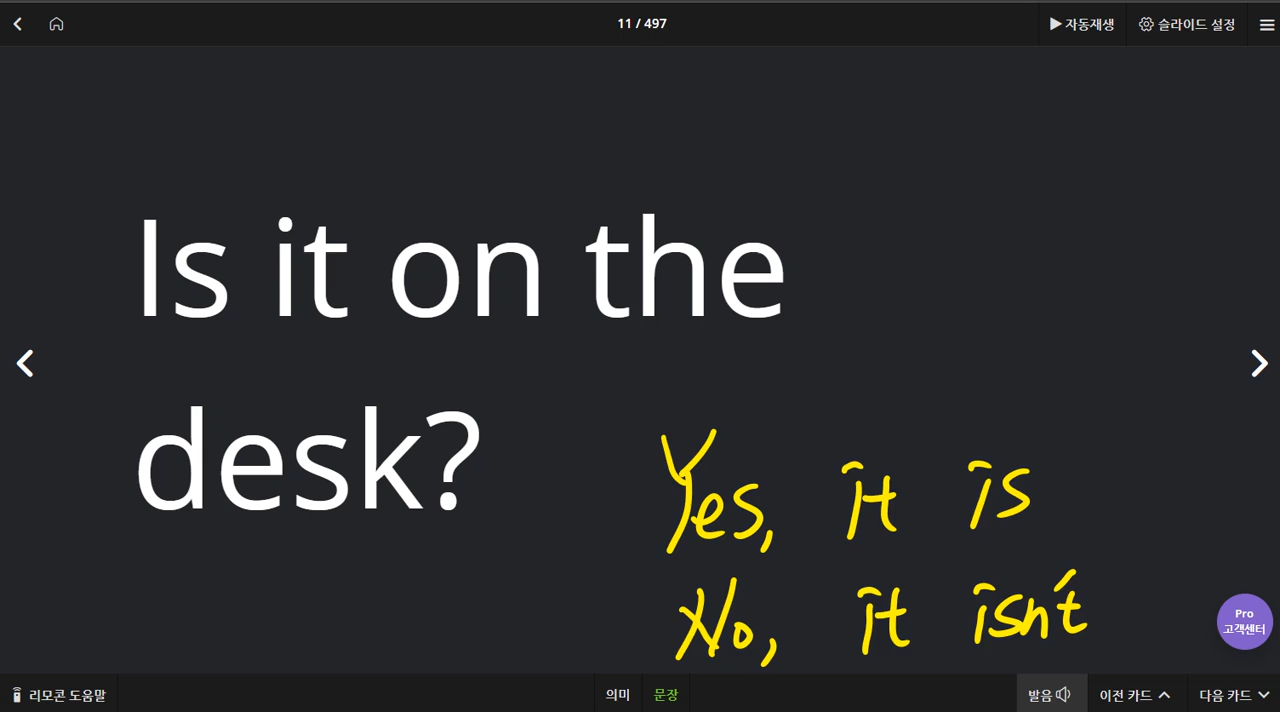 11 / 497
자동재생
슬라이드 설정
Is it on the
desk?
Yes, it is
No, it isn't
Pro
고객센터
리모콘 도움말
의미
문장
발음
이전 카드
다음 카드